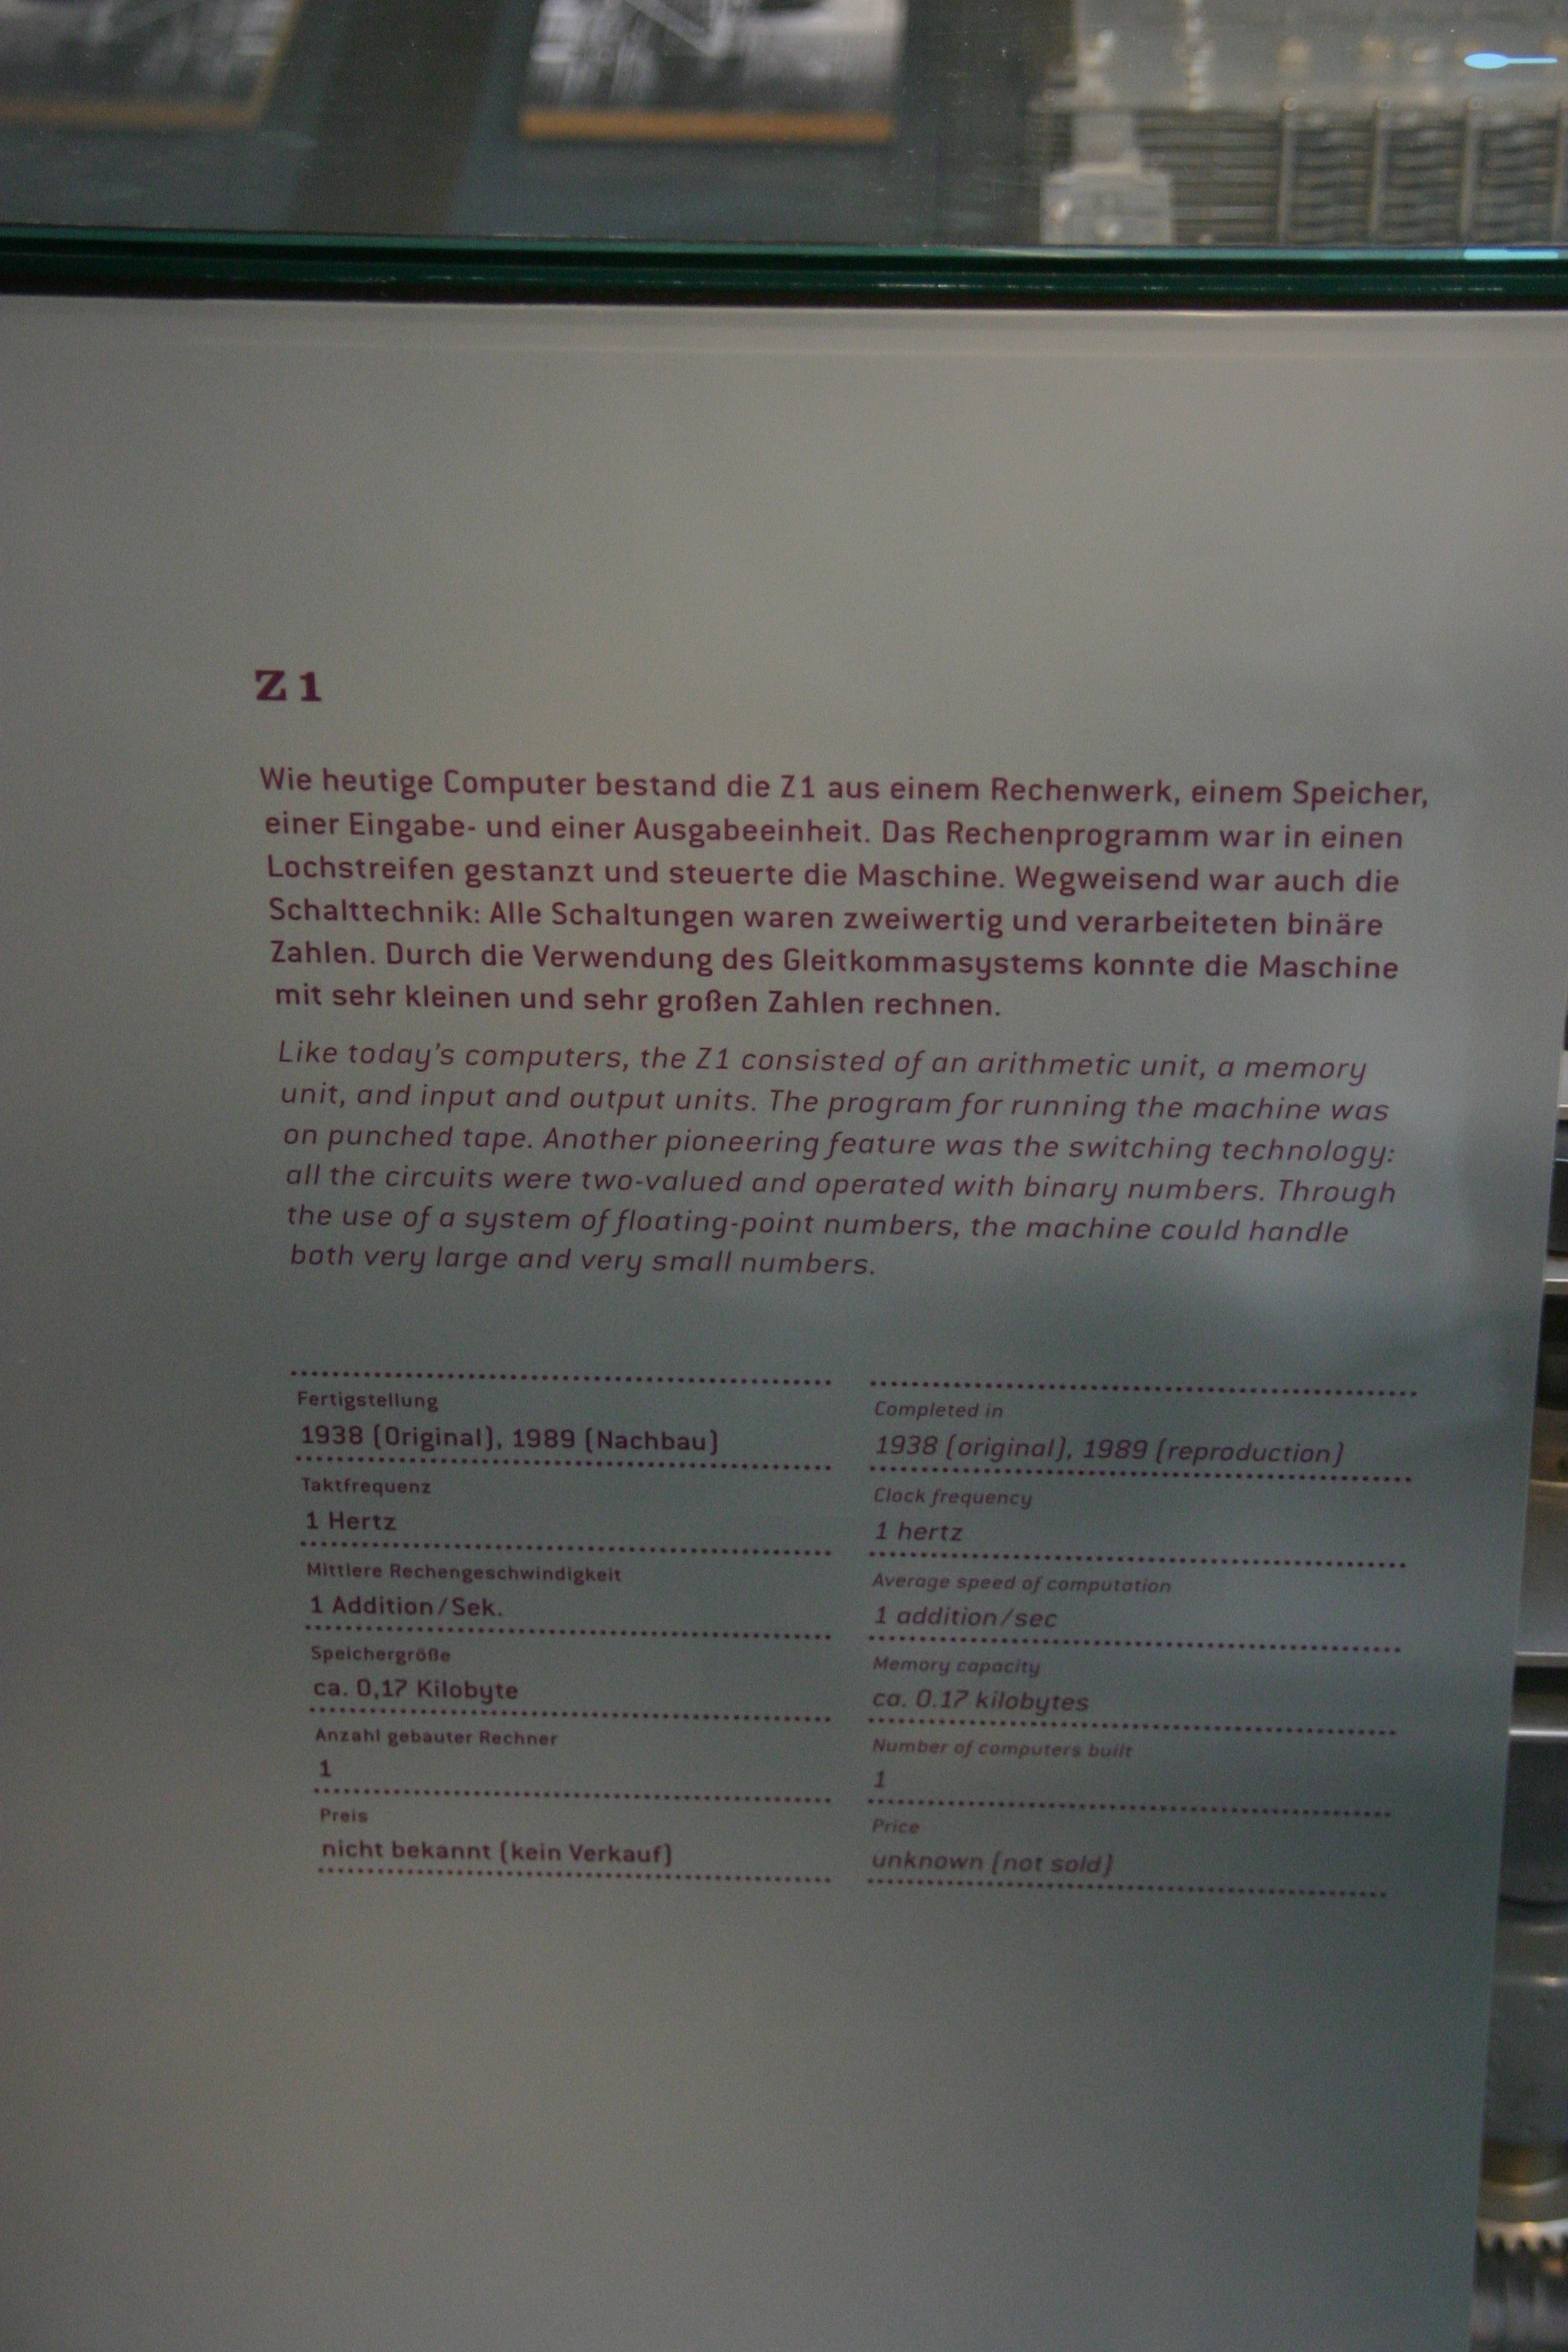 Z1
Wie heutige Computer bestand die Z1 aus einem Rechenwerk, einem Speicher,
einer Eingabe- und einer Ausgabeeinheit. Das Rechenprogramm war in einen
Lochstreifen gestanzt und steuerte die Maschine. Wegweisend war auch die
Schalttechnik: Alle Schaltungen waren zweiwertig und verarbeiteten binäre
Zahlen. Durch die Verwendung des Gleitkommasystems konnte die Maschine
mit sehr kleinen und sehr großen Zahlen rechnen.
Like today's computers, the Z1 consisted of an arithmetic unit, a memory
unit, and input and output units. The program for running the machine was
on punched tape. Another pioneering feature was the switching technology:
all the circuits were two-valued and operated with binary numbers. Through
the use of a system of floating-point numbers, the machine could handle
both very large and very small numbers.
Fertigstellung
1938 (Original), 1989 (Nachbau)
Taktfrequenz
1 Hertz
Mittlere Rechengeschwindigkeit
1 Addition/Sek.
Speichergröße
ca. 0,17 Kilobyte
Anzahl gebauter Rechner
1
Preis
nicht bekannt (kein Verkauf)
Completed in
1938 (original), 1989 (reproduction)
Clock frequency
1 hertz
Average speed of computation
1 addition/sec
Memory capacity
ca. 0.17 kilobytes
Number of computers built
1
Price
unknown (not sold)